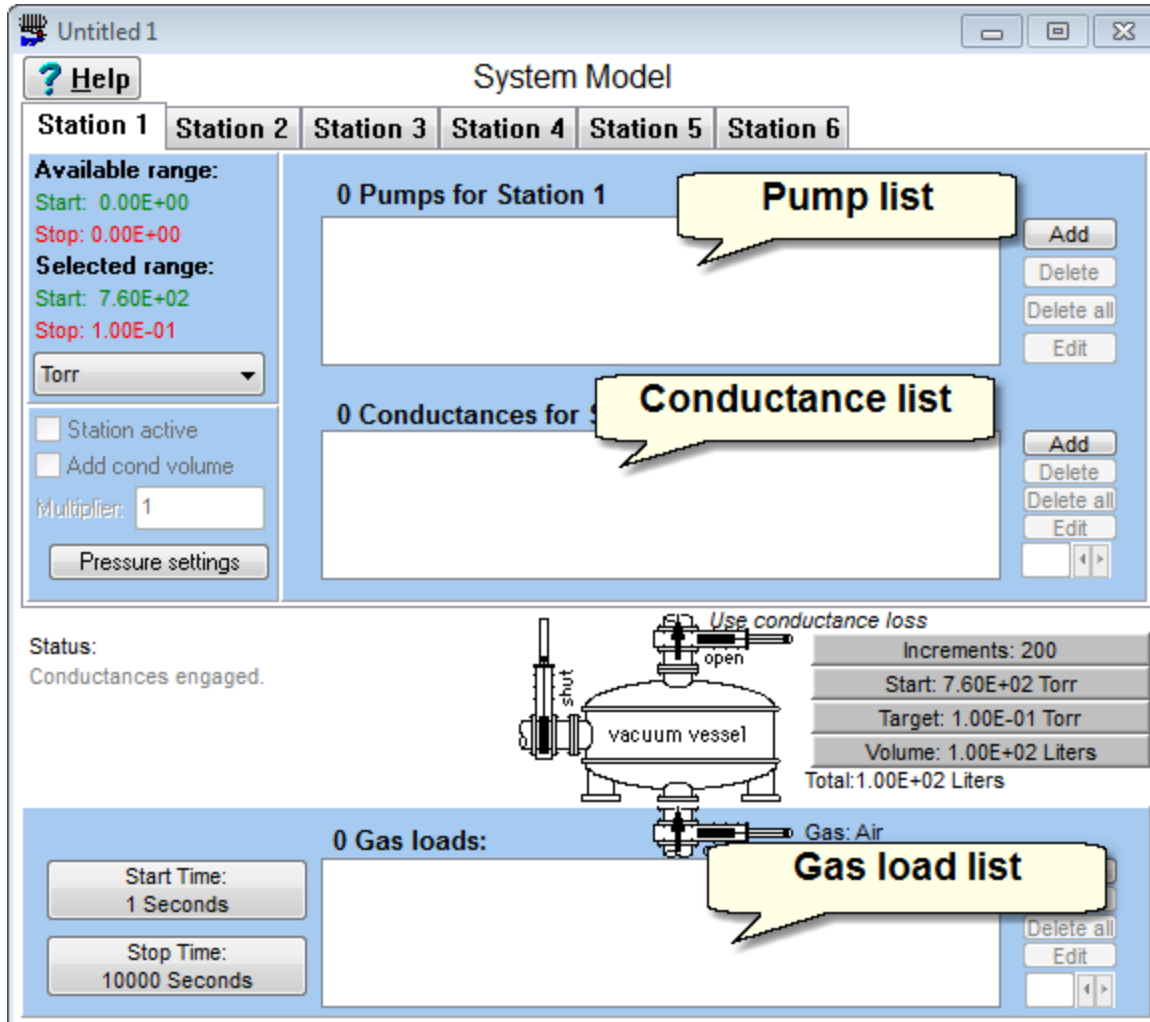 Untitled 1
? Help
System Model
Station 1 Station 2 Station 3 Station 4 Station 5 Station 6
Available range:
Start: 0.00E+00
Stop: 0.00E+00
Selected range:
Start: 7.60E+02
Stop: 1.00E-01
Torr
Station active
Add cond volume
Multiplier: 1
Pressure settings
0 Pumps for Station 1
Pump list
Add
Delete
Delete all
Edit
0 Conductances for
Conductance list
Add
Delete
Delete all
Edit
Status:
Conductances engaged.
Use conductance loss
open
shut
vacuum vessel
Increments: 200
Start: 7.60E+02 Torr
Target: 1.00E-01 Torr
Volume: 1.00E+02 Liters
Total:1.00E+02 Liters
Gas: Air
0 Gas loads:
Gas load list
Start Time:
1 Seconds
Stop Time:
10000 Seconds
Delete all
Edit